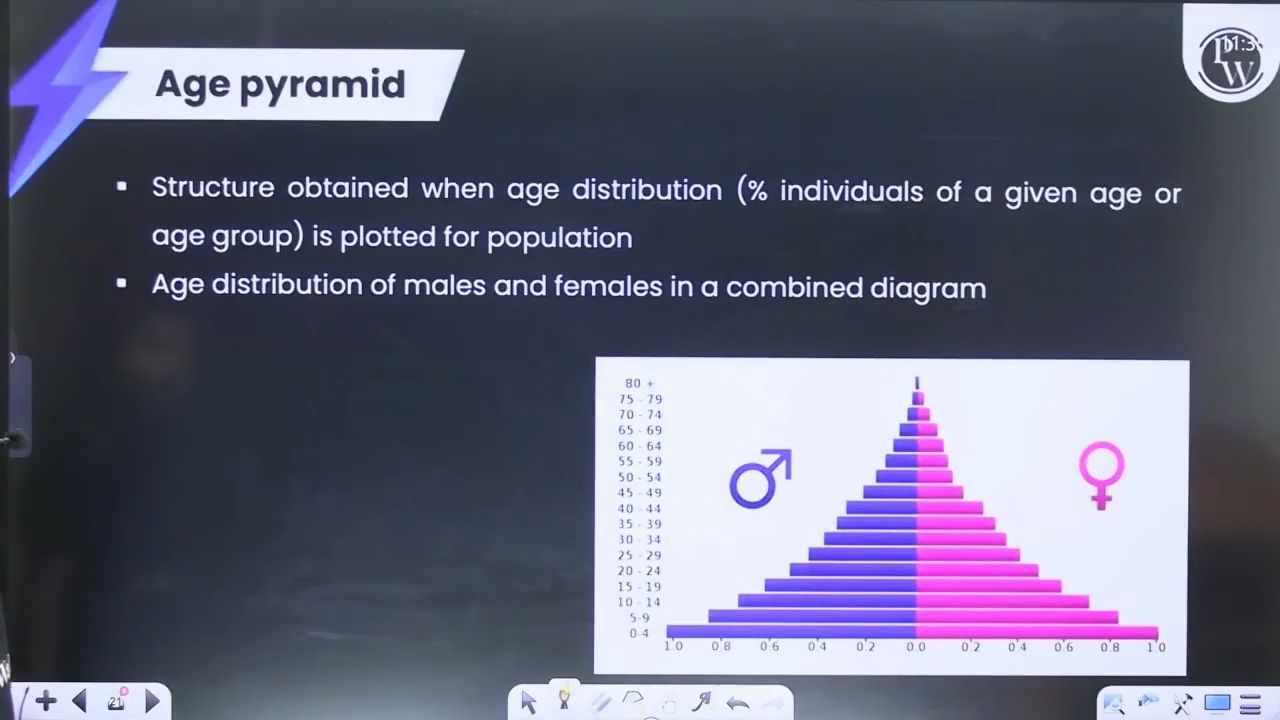 Age pyramid
11:3
PW
▪ Structure obtained when age distribution (% individuals of a given age or
age group) is plotted for population
▪ Age distribution of males and females in a combined diagram
80 +
75 - 79
70 - 74
65 - 69
60 - 64
55 - 59
50 - 54
45 - 49
40 - 44
35 - 39
30 - 34
25 - 29
20 - 24
15 - 19
10 - 14
5-9
0-4
1 0 0 8 0 6 0 4 0 2 0 0 0 2 0 4 0 6 0 8 1 0
21